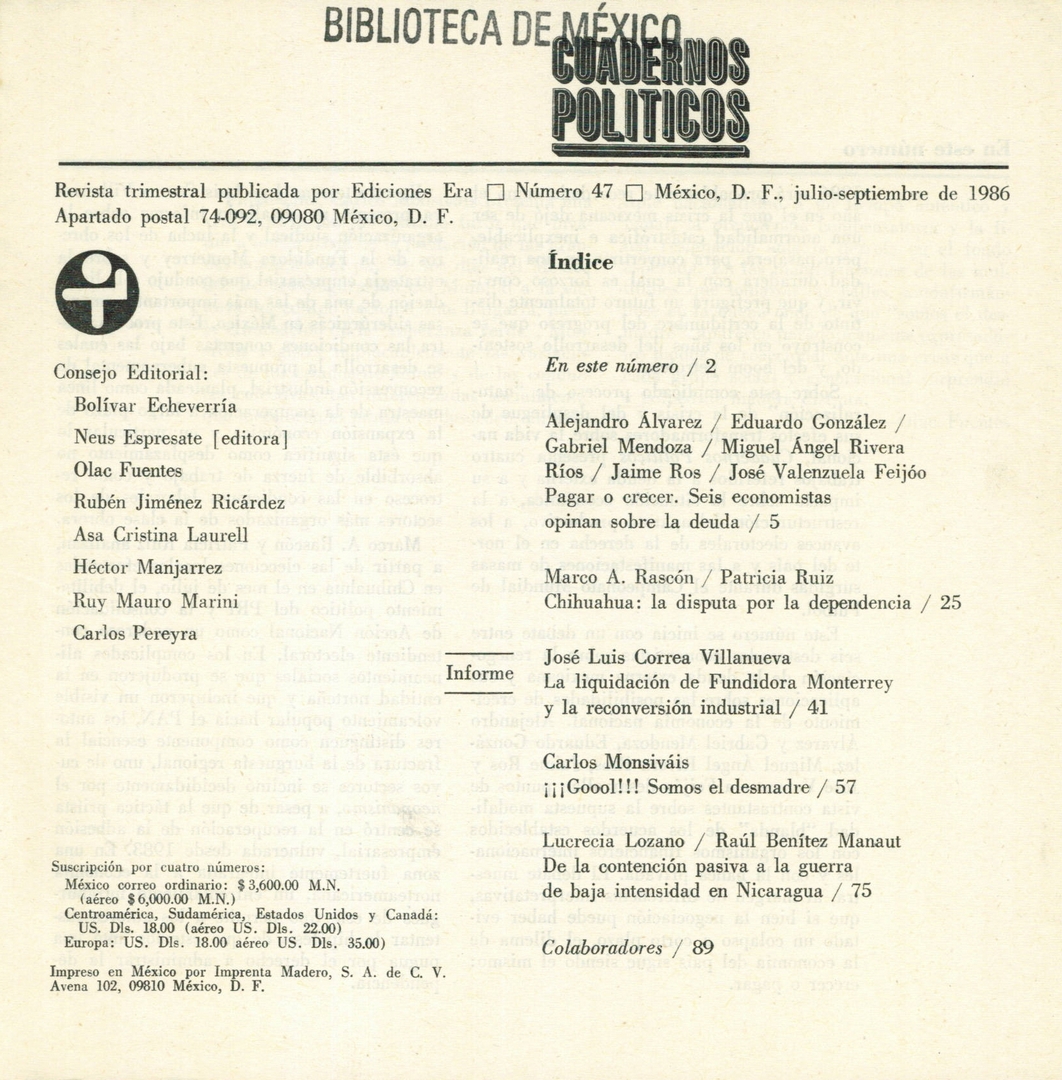 BIBLIOTECA DE MÉXICO
CUADERNOS
POLITICOS
Revista trimestral publicada por Ediciones Era □ Número 47 □ México, D. F., julio-septiembre de 1986
Apartado postal 74-092, 09080 México, D. F.
Consejo Editorial:
Bolívar Echeverría
Neus Espresate [editora]
Olac Fuentes
Rubén Jiménez Ricárdez
Asa Cristina Laurell
Héctor Manjarrez
Ruy Mauro Marini
Carlos Pereyra
Suscripción por cuatro números:
México correo ordinario: $3,600.00 M.N.
(aéreo $6,000.00 M.N.)
Centroamérica, Sudamérica, Estados Unidos y Canadá:
US. Dls. 18.00 (aéreo US. Dls. 22.00)
Europa: US. Dls. 18.00 aéreo US. Dls. 35.00)
Impreso en México por Imprenta Madero, S. A. de C. V.
Avena 102, 09810 México, D. F.
Índice
En este número / 2
Alejandro Álvarez / Eduardo González /
Gabriel Mendoza / Miguel Ángel Rivera
Ríos / Jaime Ros / José Valenzuela Feijóo
Pagar o crecer. Seis economistas
opinan sobre la deuda / 5
Marco A. Rascón / Patricia Ruiz
Chihuahua: la disputa por la dependencia / 25
Informe
José Luis Correa Villanueva
La liquidación de Fundidora Monterrey
y la reconversión industrial / 41
Carlos Monsiváis
¡¡¡Goool!!! Somos el desmadre / 57
Lucrecia Lozano / Raúl Benítez Manaut
De la contención pasiva a la guerra
de baja intensidad en Nicaragua / 75
Colaboradores / 89